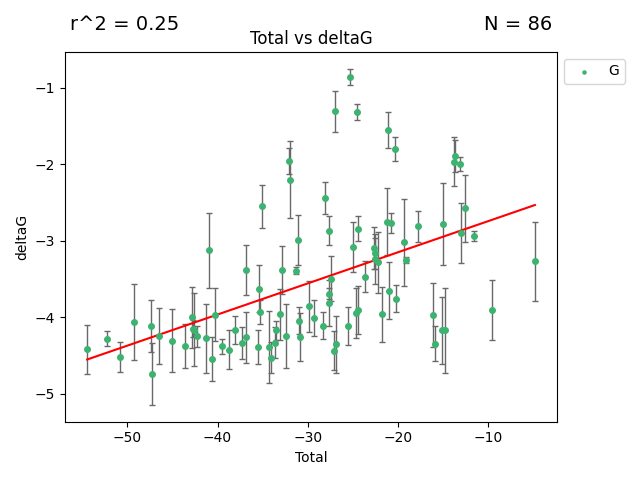 r^2 = 0.25 N = 86
Total vs deltaG
G
−1
−2
−3
−4
−5
deltaG
−50 −40 −30 −20 −10
Total